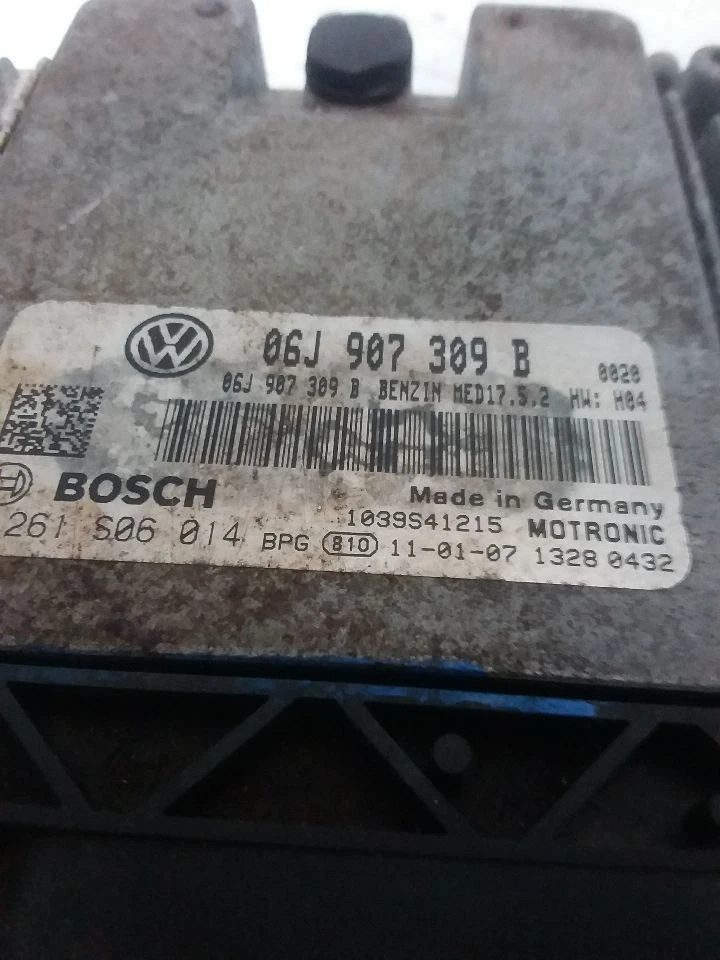 06J 907 309 B 0020
06J 907 309 B BENZIN MED17.5.2 HW: H04
BOSCH Made in Germany
261 S06 014 1039S41215 MOTRONIC
BPG 810 11-01-07 1328 0432